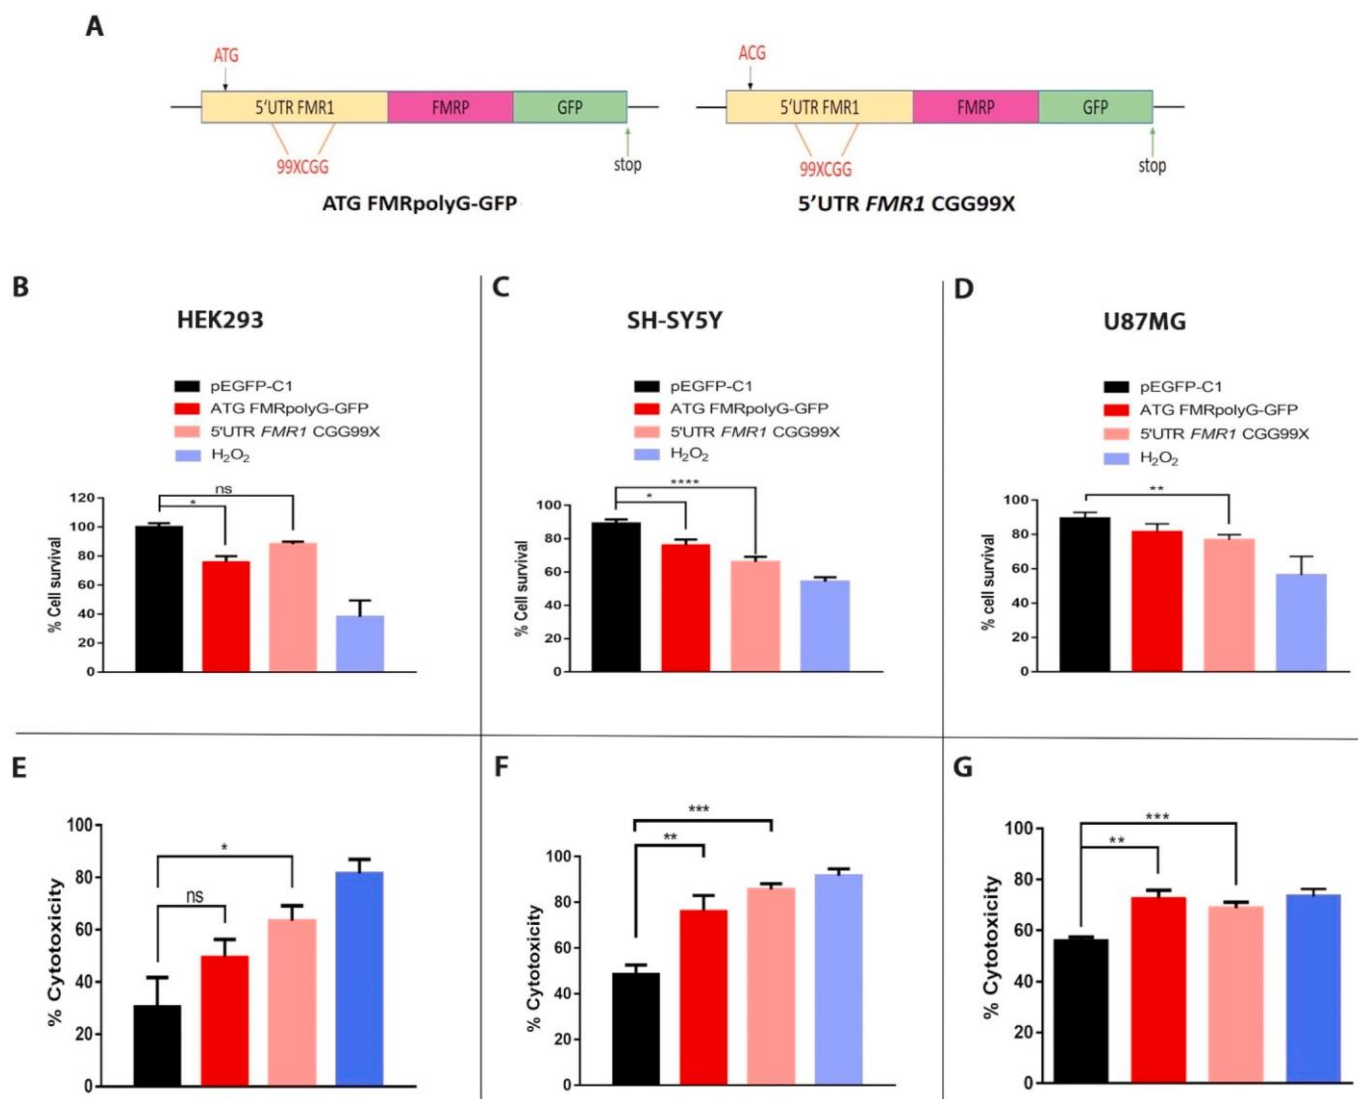 A
ATG
5'UTR FMR1 FMRP GFP
99XCGG
stop
ATG FMRpolyG-GFP
ACG
5'UTR FMR1 FMRP GFP
99XCGG
stop
5'UTR FMR1 CGG99X
B
HEK293
pEGFP-C1
ATG FMRpolyG-GFP
5'UTR FMR1 CGG99X
H₂O₂
% Cell survival
120
100
80
60
40
20
0
ns
*
C
SH-SY5Y
pEGFP-C1
ATG FMRpolyG-GFP
5'UTR FMR1 CGG99X
H₂O₂
% Cell survival
100
80
60
40
20
0
****
*
D
U87MG
pEGFP-C1
ATG FMRpolyG-GFP
5'UTR FMR1 CGG99X
H₂O₂
% cell survival
100
80
60
40
20
0
**
E
% Cytotoxicity
100
80
60
40
20
0
*
ns
F
% Cytotoxicity
100
80
60
40
20
0
***
**
G
% Cytotoxicity
100
80
60
40
20
0
***
**